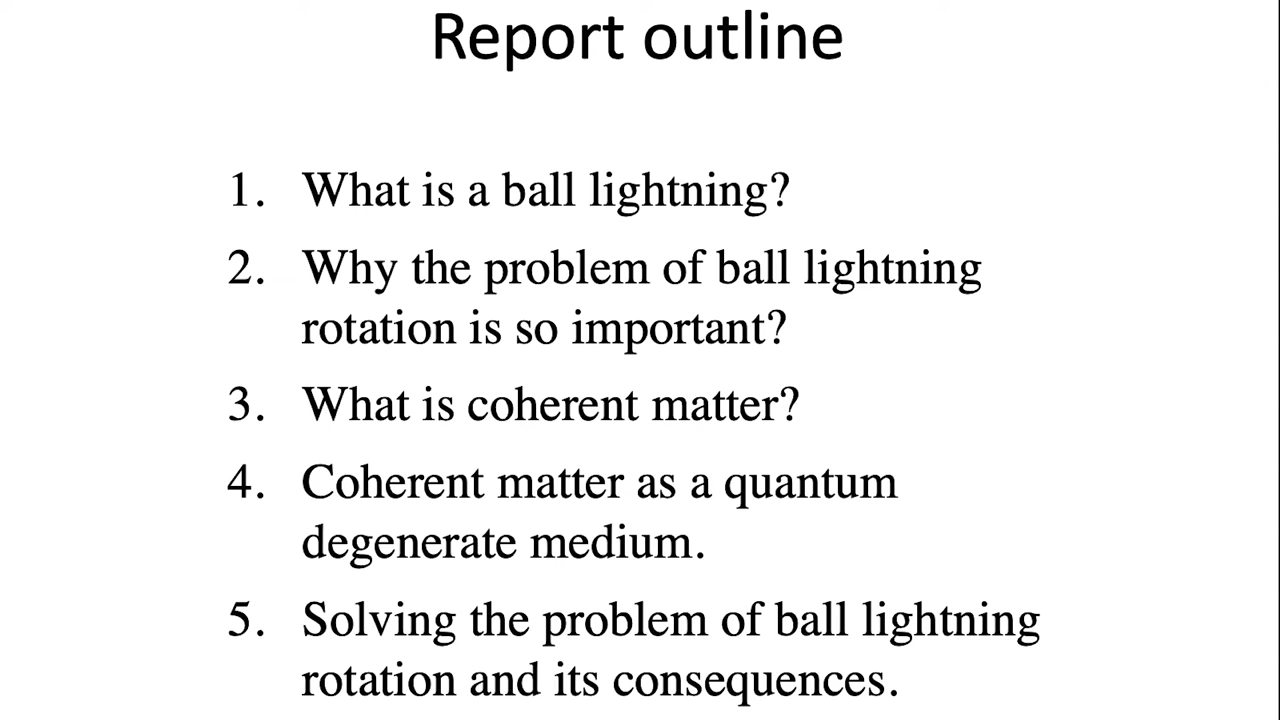 Report outline
1. What is a ball lightning?
2. Why the problem of ball lightning
rotation is so important?
3. What is coherent matter?
4. Coherent matter as a quantum
degenerate medium.
5. Solving the problem of ball lightning
rotation and its consequences.